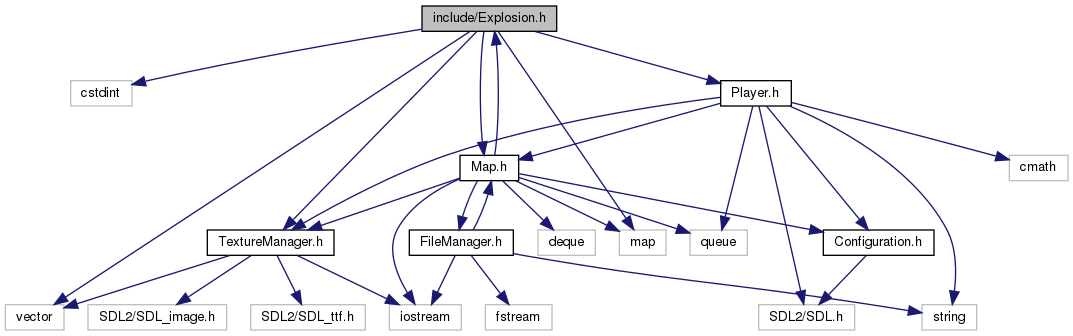 include/Explosion.h
cstdint
Player.h
Map.h
cmath
TextureManager.h
FileManager.h
deque
map
queue
Configuration.h
vector
SDL2/SDL_image.h
SDL2/SDL_ttf.h
iostream
fstream
SDL2/SDL.h
string